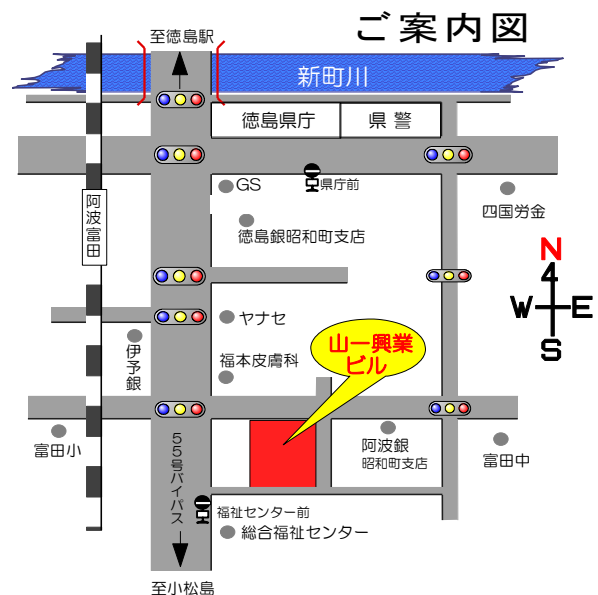 ご案内図
至徳島駅
新町川
徳島県庁
県警
GS
県庁前
四国労金
阿波富田
徳島銀昭和町支店
N
W E
S
ヤナセ
山一興業
ビル
伊予銀
福本皮膚科
富田小
55号バイパス
阿波銀
昭和町支店
富田中
福祉センター前
総合福祉センター
至小松島